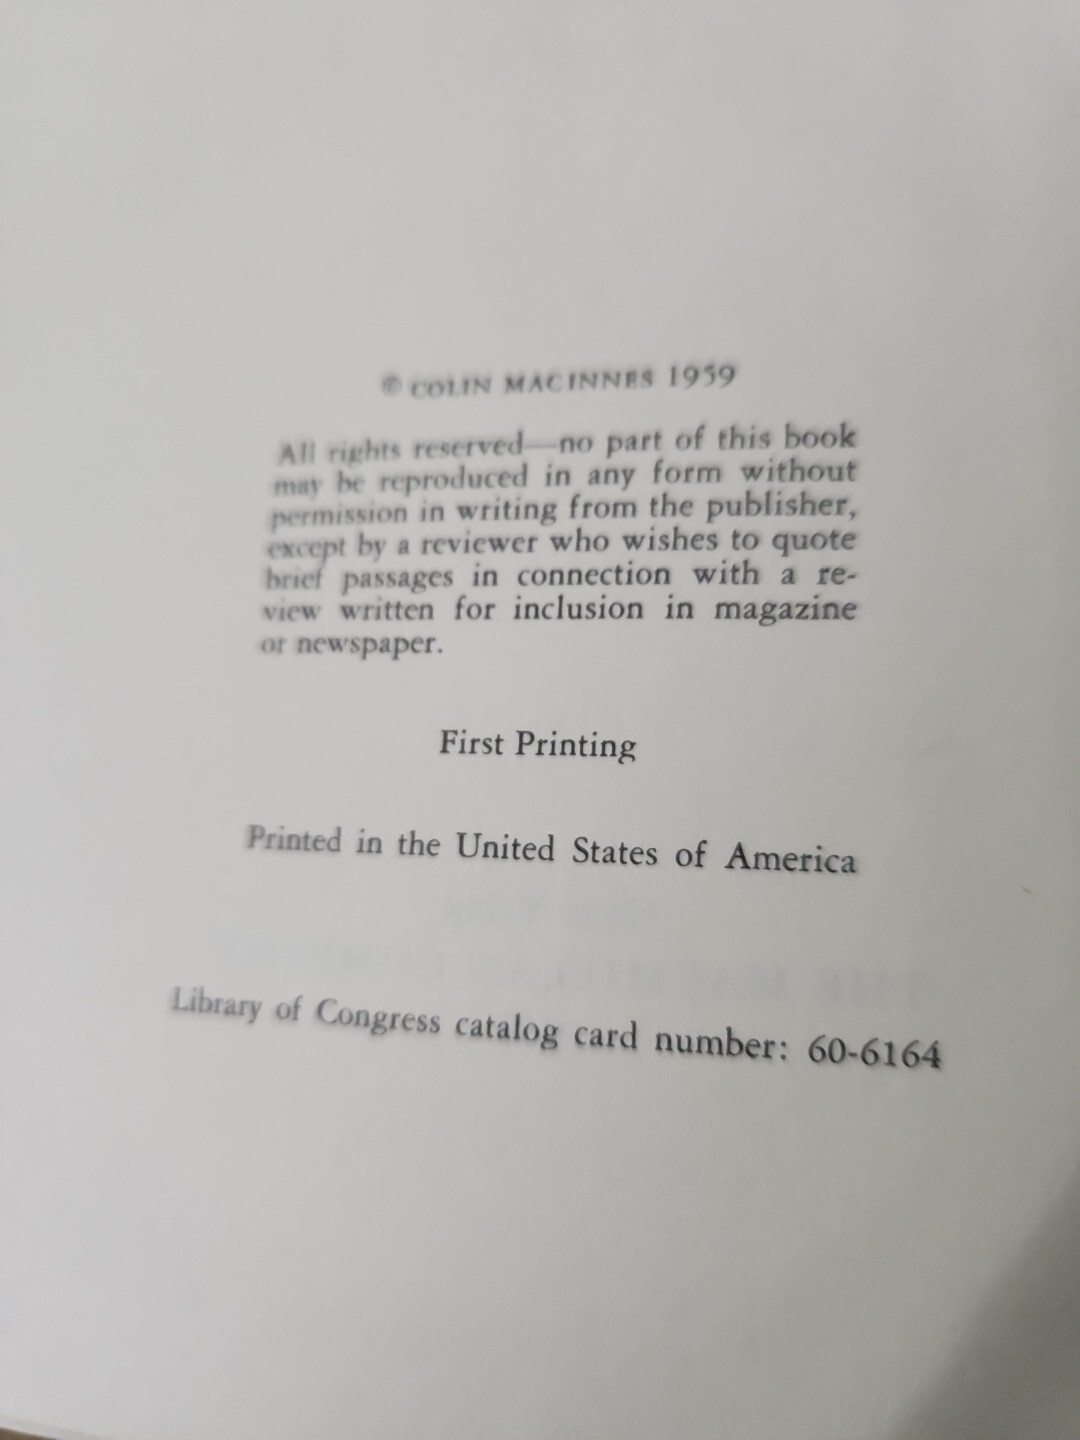 © COLIN MACINNES 1959
All rights reserved—no part of this book
may be reproduced in any form without
permission in writing from the publisher,
except by a reviewer who wishes to quote
brief passages in connection with a re-
view written for inclusion in magazine
or newspaper.
First Printing
Printed in the United States of America
Library of Congress catalog card number: 60-6164